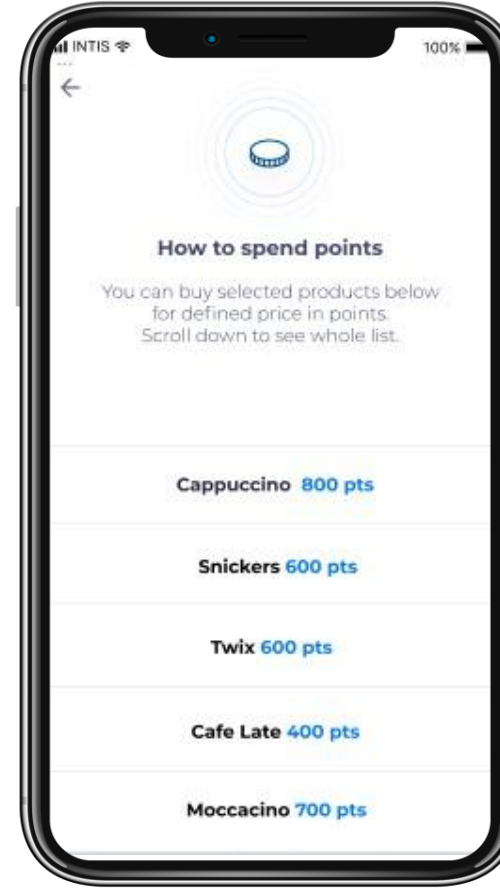 INTIS
100%
How to spend points
You can buy selected products below
for defined price in points.
Scroll down to see whole list.
Cappuccino 800 pts
Snickers 600 pts
Twix 600 pts
Cafe Late 400 pts
Moccacino 700 pts